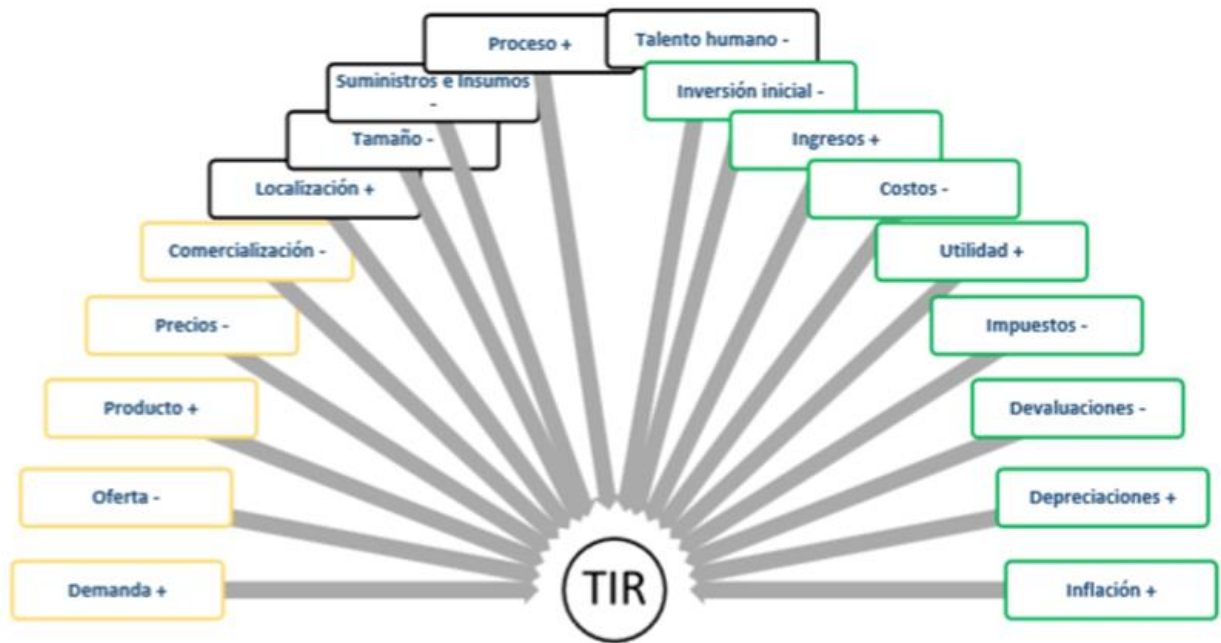 Proceso +
Talento humano -
Suministros e Insumos
-
Inversión inicial -
Tamaño -
Ingresos +
Localización +
Costos -
Comercialización -
Utilidad +
Precios -
Impuestos -
Producto +
Devaluaciones -
Oferta -
Depreciaciones +
Demanda +
TIR
Inflación +